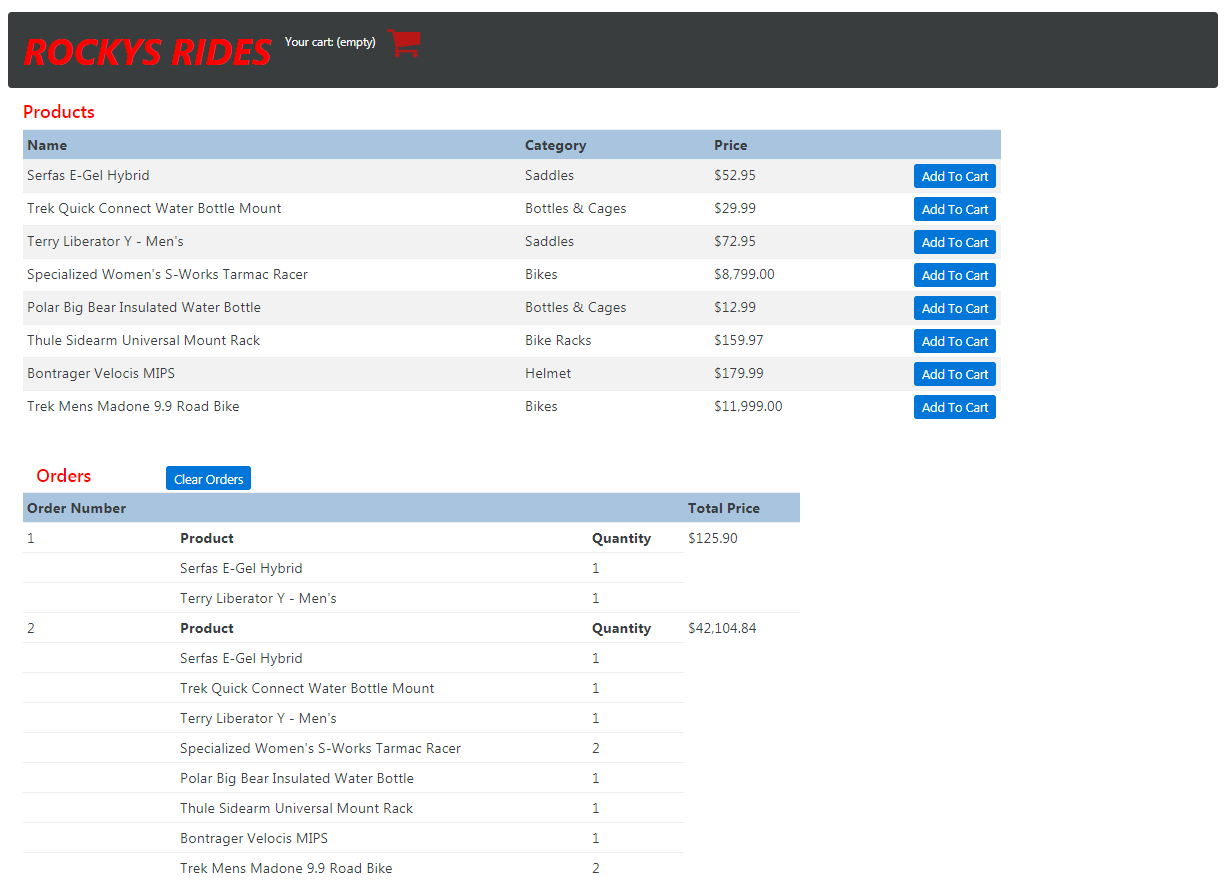 ROCKYS RIDES Your cart: (empty)
Products
Name Category Price
Serfas E-Gel Hybrid Saddles $52.95 Add To Cart
Trek Quick Connect Water Bottle Mount Bottles & Cages $29.99 Add To Cart
Terry Liberator Y - Men's Saddles $72.95 Add To Cart
Specialized Women's S-Works Tarmac Racer Bikes $8,799.00 Add To Cart
Polar Big Bear Insulated Water Bottle Bottles & Cages $12.99 Add To Cart
Thule Sidearm Universal Mount Rack Bike Racks $159.97 Add To Cart
Bontrager Velocis MIPS Helmet $179.99 Add To Cart
Trek Mens Madone 9.9 Road Bike Bikes $11,999.00 Add To Cart
Orders Clear Orders
Order Number Total Price
1 Product Quantity $125.90
Serfas E-Gel Hybrid 1
Terry Liberator Y - Men's 1
2 Product Quantity $42,104.84
Serfas E-Gel Hybrid 1
Trek Quick Connect Water Bottle Mount 1
Terry Liberator Y - Men's 1
Specialized Women's S-Works Tarmac Racer 2
Polar Big Bear Insulated Water Bottle 1
Thule Sidearm Universal Mount Rack 1
Bontrager Velocis MIPS 1
Trek Mens Madone 9.9 Road Bike 2